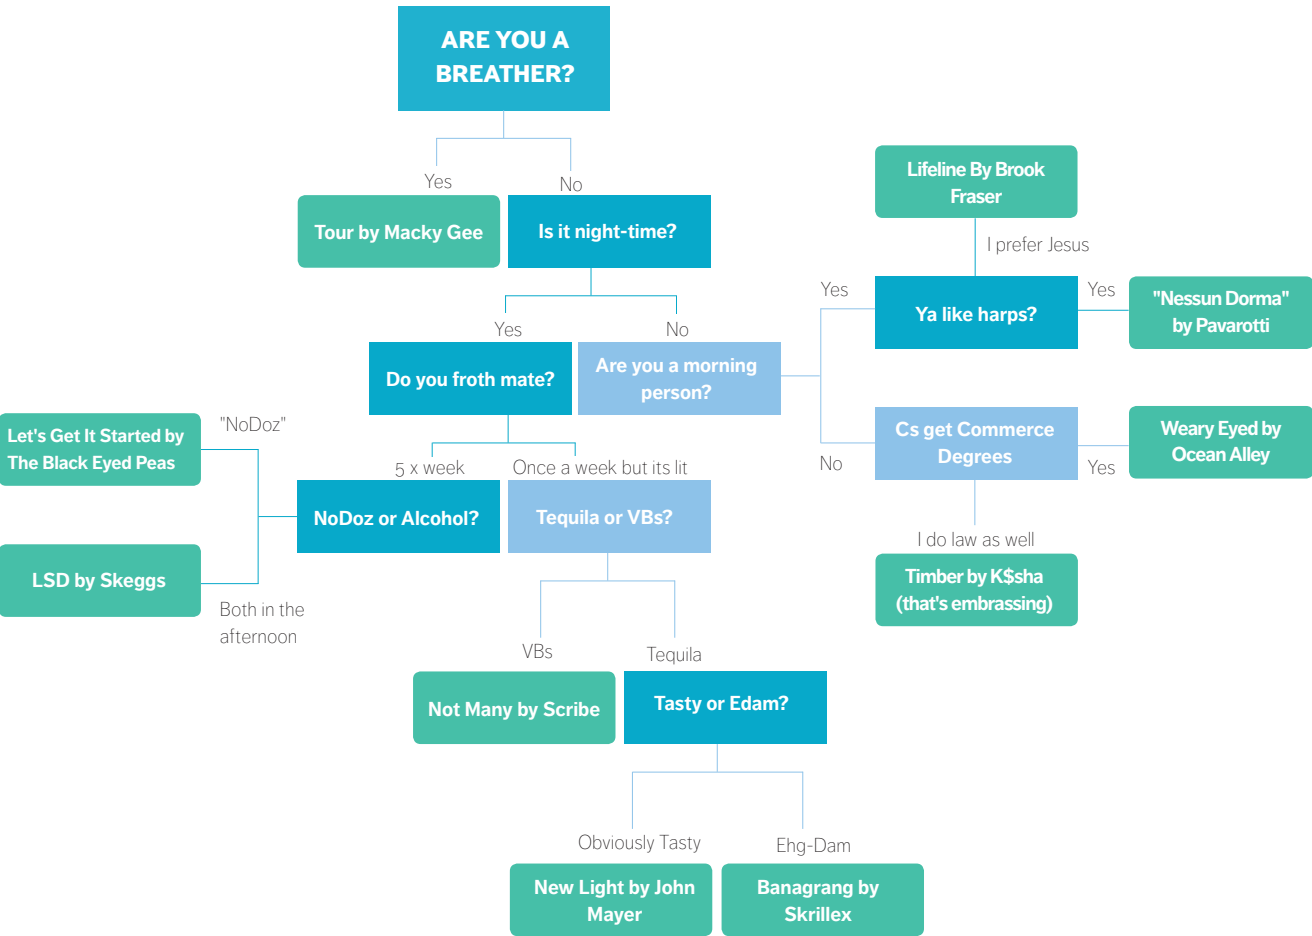 ARE YOU A
BREATHER?
Yes
No
Tour by Macky Gee
Is it night-time?
Yes
No
Do you froth mate?
Are you a morning
person?
Yes
No
Lifeline By Brook
Fraser
I prefer Jesus
Ya like harps?
Yes
"Nessun Dorma"
by Pavarotti
Cs get Commerce
Degrees
Yes
Weary Eyed by
Ocean Alley
I do law as well
Timber by K$sha
(that's embrassing)
5 x week
Once a week but its lit
NoDoz or Alcohol?
Tequila or VBs?
"NoDoz"
Let's Get It Started by
The Black Eyed Peas
LSD by Skeggs
Both in the
afternoon
VBs
Tequila
Not Many by Scribe
Tasty or Edam?
Obviously Tasty
Ehg-Dam
New Light by John
Mayer
Banagrang by
Skrillex